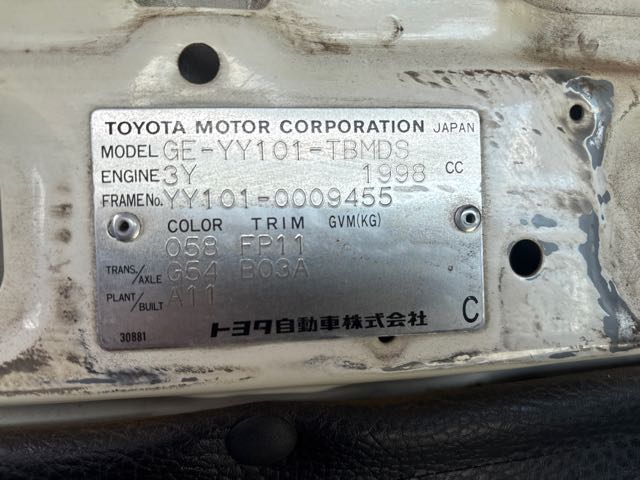 TOYOTA MOTOR CORPORATION JAPAN
MODEL GE-YY101-TBMDS
ENGINE 3Y 1998 CC
FRAME No. YY101-0009455
COLOR TRIM GVM(KG)
058 FP11
TRANS./AXLE G54 B03A
PLANT/BUILT A11
30881 トヨタ自動車株式会社 C